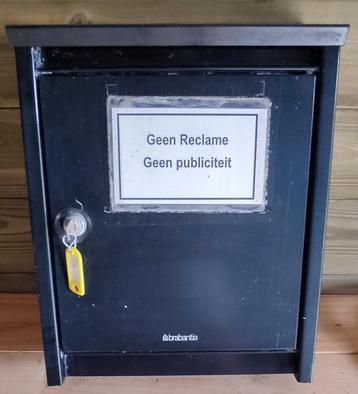 Geen Reclame
Geen publiciteit
brabantia